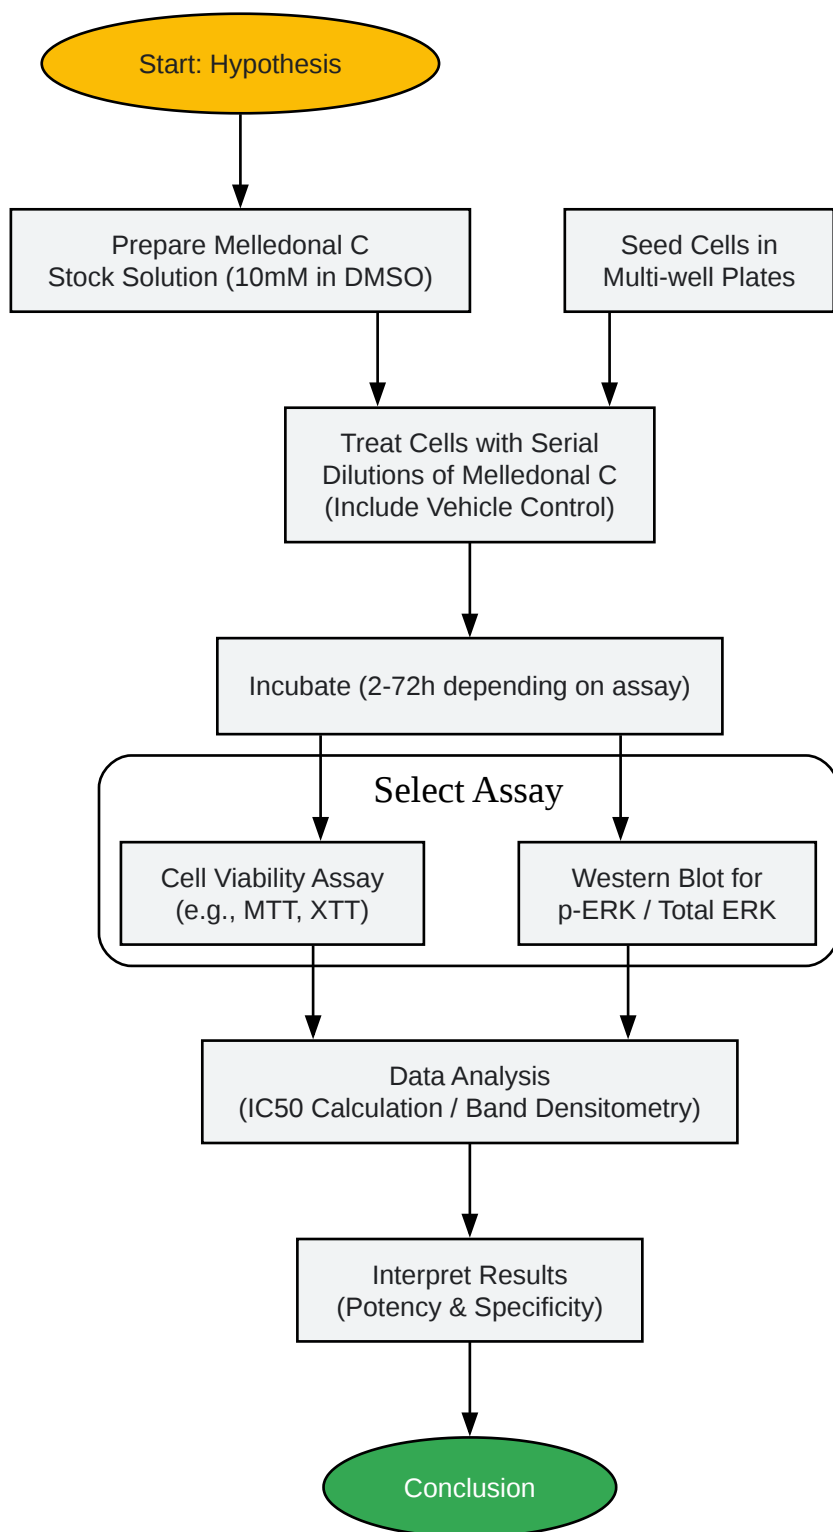 Start: Hypothesis
Prepare Melledonal C
Stock Solution (10mM in DMSO)
Seed Cells in
Multi-well Plates
Treat Cells with Serial
Dilutions of Melledonal C
(Include Vehicle Control)
Incubate (2-72h depending on assay)
Select Assay
Cell Viability Assay
(e.g., MTT, XTT)
Western Blot for
p-ERK / Total ERK
Data Analysis
(IC50 Calculation / Band Densitometry)
Interpret Results
(Potency & Specificity)
Conclusion